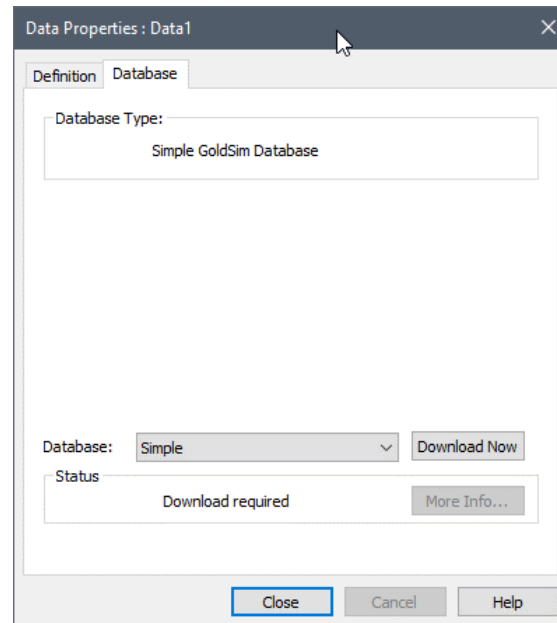 Data Properties : Data1
Definition Database
Database Type:
Simple GoldSim Database
Database: Simple Download Now
Status
Download required More Info...
Close Cancel Help